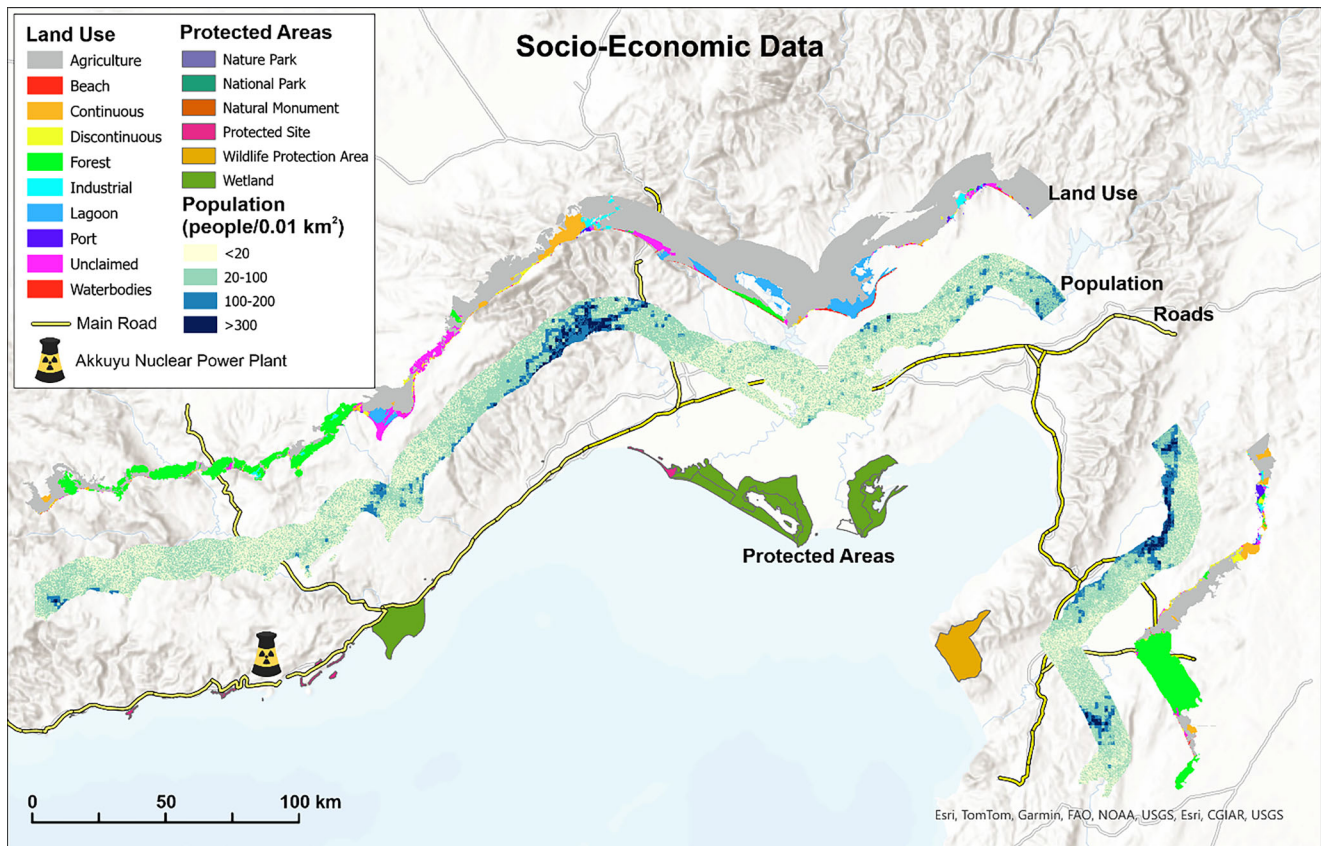 Socio-Economic Data
Land Use
Agriculture
Beach
Continuous
Discontinuous
Forest
Industrial
Lagoon
Port
Unclaimed
Waterbodies
Main Road
Akkuyu Nuclear Power Plant
Protected Areas
Nature Park
National Park
Natural Monument
Protected Site
Wildlife Protection Area
Wetland
Population
(people/0.01 km²)
<20
20-100
100-200
>300
Land Use
Population
Roads
Protected Areas
0 50 100 km
Esri, TomTom, Garmin, FAO, NOAA, USGS, Esri, CGIAR, USGS